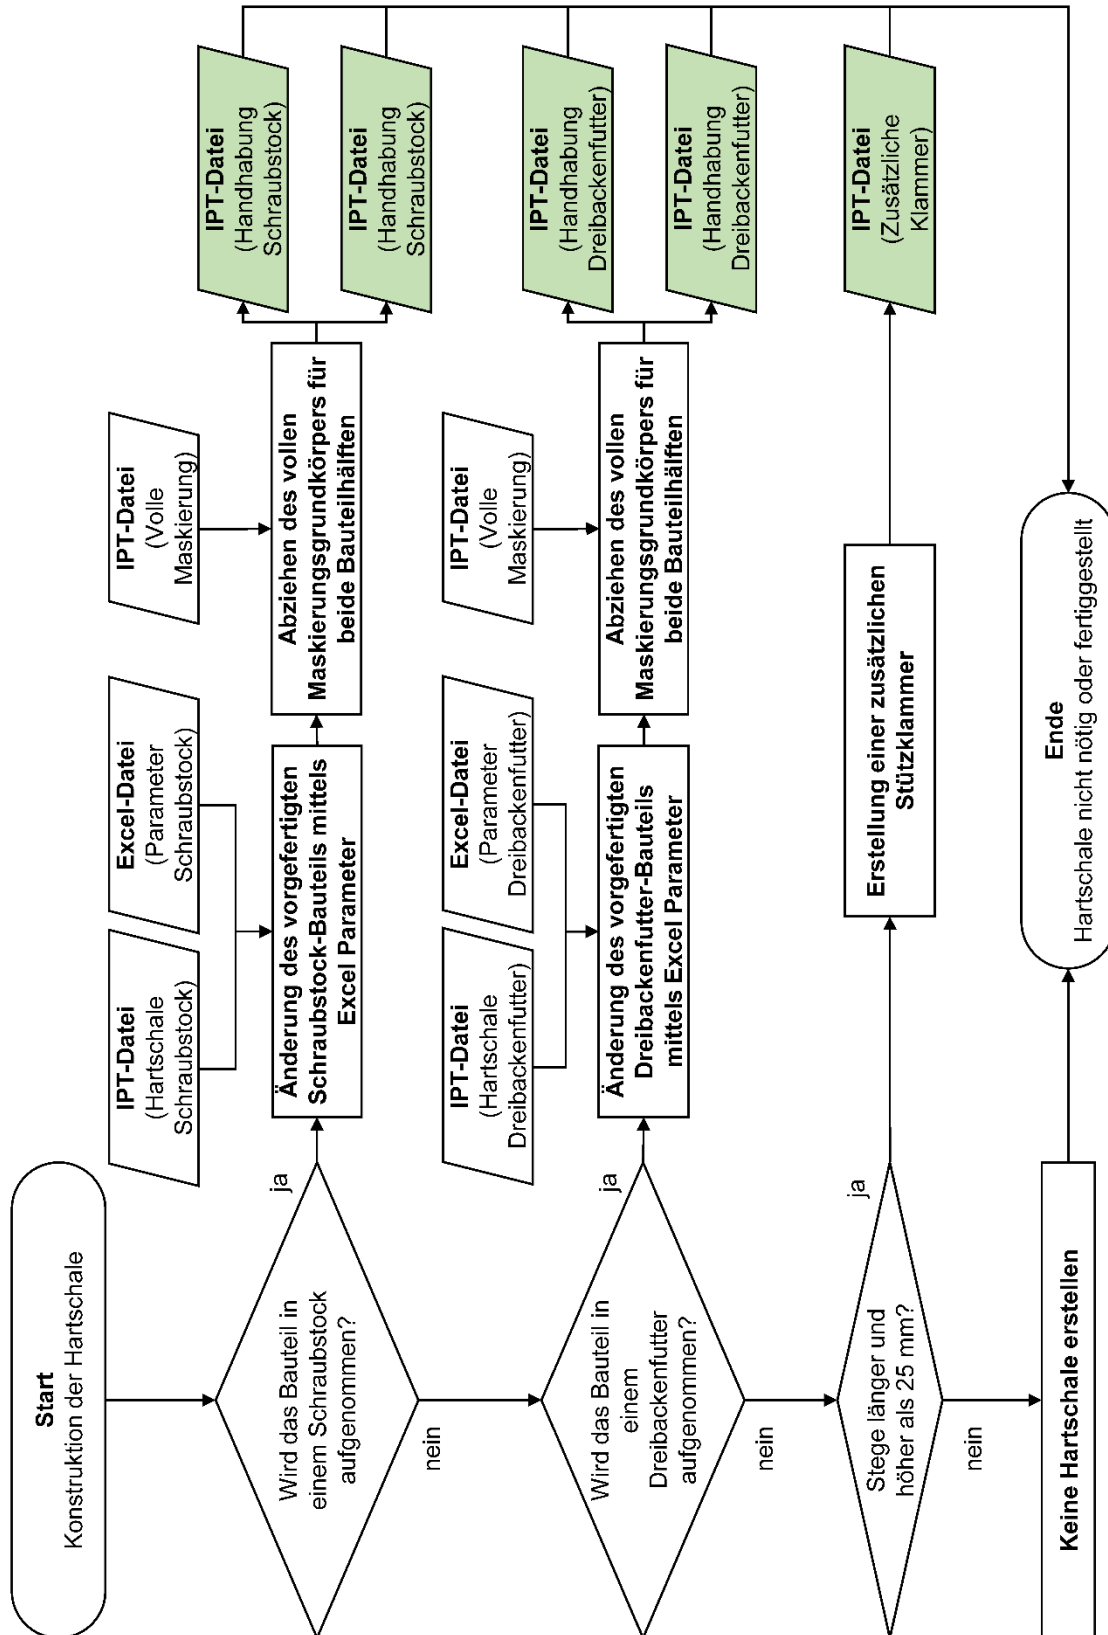 Start
Konstruktion der Hartschale
Wird das Bauteil in
einem Schraubstock
aufgenommen?
ja
nein
IPT-Datei
(Hartschale
Schraubstock)
Excel-Datei
(Parameter
Schraubstock)
Änderung des vorgefertigten
Schraubstock-Bauteils mittels
Excel Parameter
IPT-Datei
(Volle
Maskierung)
Abziehen des vollen
Maskierungsgrundkörpers für
beide Bauteilhälften
IPT-Datei
(Handhabung
Schraubstock)
IPT-Datei
(Handhabung
Schraubstock)
Wird das Bauteil in
einem
Dreibackenfutter
aufgenommen?
ja
nein
IPT-Datei
(Hartschale
Dreibackenfutter)
Excel-Datei
(Parameter
Dreibackenfutter)
Änderung des vorgefertigten
Dreibackenfutter-Bauteils
mittels Excel Parameter
IPT-Datei
(Volle
Maskierung)
Abziehen des vollen
Maskierungsgrundkörpers für
beide Bauteilhälften
IPT-Datei
(Handhabung
Dreibackenfutter)
IPT-Datei
(Handhabung
Dreibackenfutter)
Stege länger und
höher als 25 mm?
ja
nein
Erstellung einer zusätzlichen
Stützklammer
IPT-Datei
(Zusätzliche
Klammer)
Keine Hartschale erstellen
Ende
Hartschale nicht nötig oder fertiggestellt